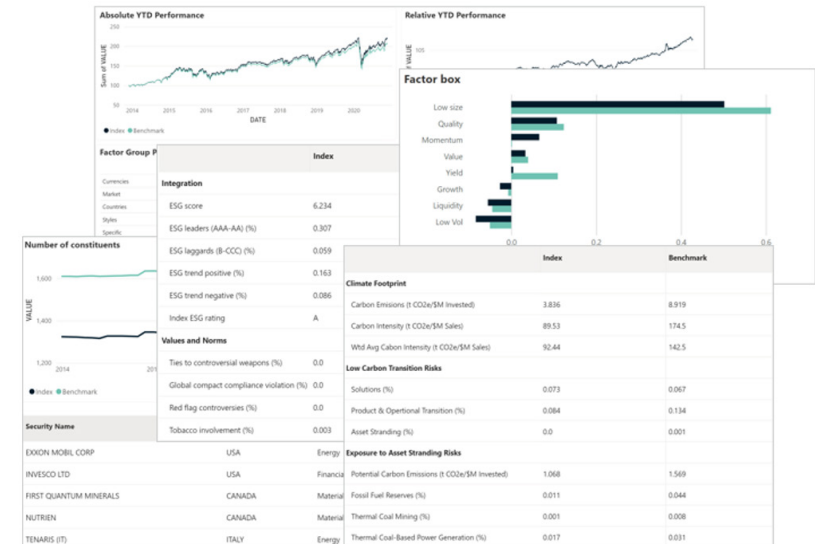 Absolute YTD Performance
Sum of VALUE
250
200
150
100
50
2014 2015 2016 2017 2018 2019 2020
DATE
Index Benchmark
Relative YTD Performance
VALUE
105
Factor Group P
Currencies
Market
Countries
Styles
Specific
Factor box
Low size
Quality
Momentum
Value
Yield
Growth
Liquidity
Low Vol
0.0 0.2 0.4 0.6
Index
Integration
ESG score 6.234
ESG leaders (AAA-AA) (%) 0.307
ESG laggards (B-CCC) (%) 0.059
ESG trend positive (%) 0.163
ESG trend negative (%) 0.086
Index ESG rating A
Values and Norms
Ties to controversial weapons (%) 0.0
Global compact compliance violation (%) 0.0
Red flag controversies (%) 0.0
Tobacco involvement (%) 0.003
Number of constituents
VALUE
1,600
1,400
1,200
2014 201
Index Benchmark
Security Name
EXXON MOBIL CORP USA Energy
INVESCO LTD USA Financia
FIRST QUANTUM MINERALS CANADA Material
NUTRIEN CANADA Material
TENARIS (IT) ITALY Energy
Index Benchmark
Climate Footprint
Carbon Emissions (t CO2e/$M Invested) 3.836 8.919
Carbon Intensity (t CO2e/$M Sales) 89.53 174.5
Wtd Avg Cabon Intensity (t CO2e/$M Sales) 92.44 142.5
Low Carbon Transition Risks
Solutions (%) 0.073 0.067
Product & Opertional Transition (%) 0.084 0.134
Asset Stranding (%) 0.0 0.001
Exposure to Asset Stranding Risks
Potential Carbon Emissions (t CO2e/$M Invested) 1.068 1.569
Fossil Fuel Reserves (%) 0.011 0.044
Thermal Coal Mining (%) 0.001 0.008
Thermal Coal-Based Power Generation (%) 0.017 0.031